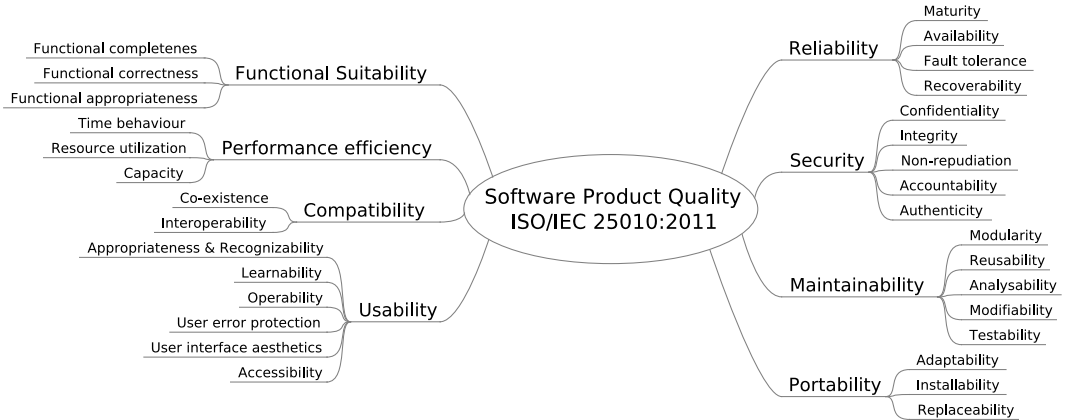 Software Product Quality
ISO/IEC 25010:2011
Functional Suitability
Functional completenes
Functional correctness
Functional appropriateness
Performance efficiency
Time behaviour
Resource utilization
Capacity
Compatibility
Co-existence
Interoperability
Usability
Appropriateness & Recognizability
Learnability
Operability
User error protection
User interface aesthetics
Accessibility
Reliability
Maturity
Availability
Fault tolerance
Recoverability
Security
Confidentiality
Integrity
Non-repudiation
Accountability
Authenticity
Maintainability
Modularity
Reusability
Analysability
Modifiability
Testability
Portability
Adaptability
Installability
Replaceability